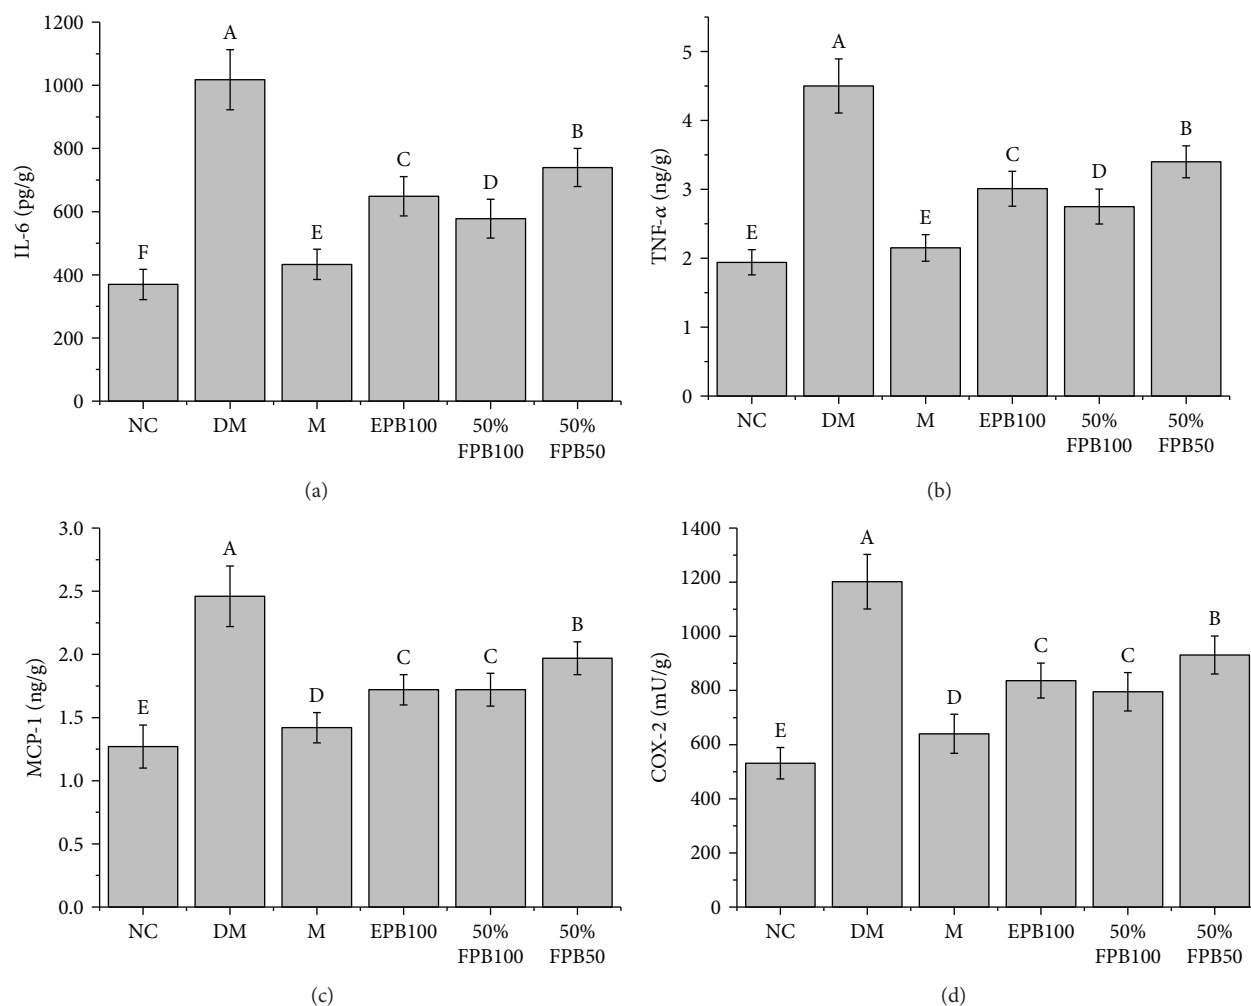 1200
1000
800
600
400
200
0
IL-6 (pg/g)
F
A
E
C
D
B
NC
DM
M
EPB100
50%
FPB100
50%
FPB50
(a)
5
4
3
2
1
0
TNF-α (ng/g)
E
A
E
C
D
B
NC
DM
M
EPB100
50%
FPB100
50%
FPB50
(b)
3.0
2.5
2.0
1.5
1.0
0.5
0.0
MCP-1 (ng/g)
E
A
D
C
C
B
NC
DM
M
EPB100
50%
FPB100
50%
FPB50
(c)
1400
1200
1000
800
600
400
200
0
COX-2 (mU/g)
E
A
D
C
C
B
NC
DM
M
EPB100
50%
FPB100
50%
FPB50
(d)